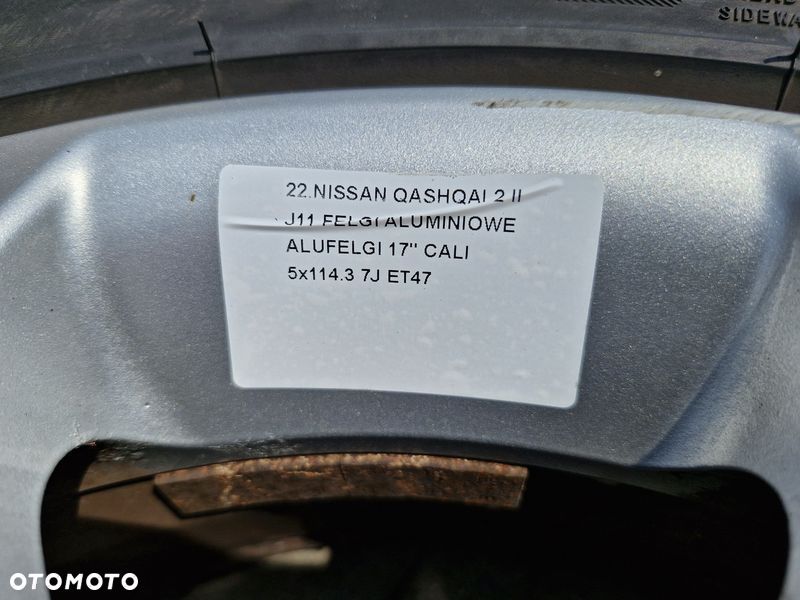 SIDEWA
22.NISSAN QASHQAI 2 II
J11 FELGI ALUMINIOWE
ALUFELGI 17" CALI
5x114.3 7J ET47
OTOMOTO